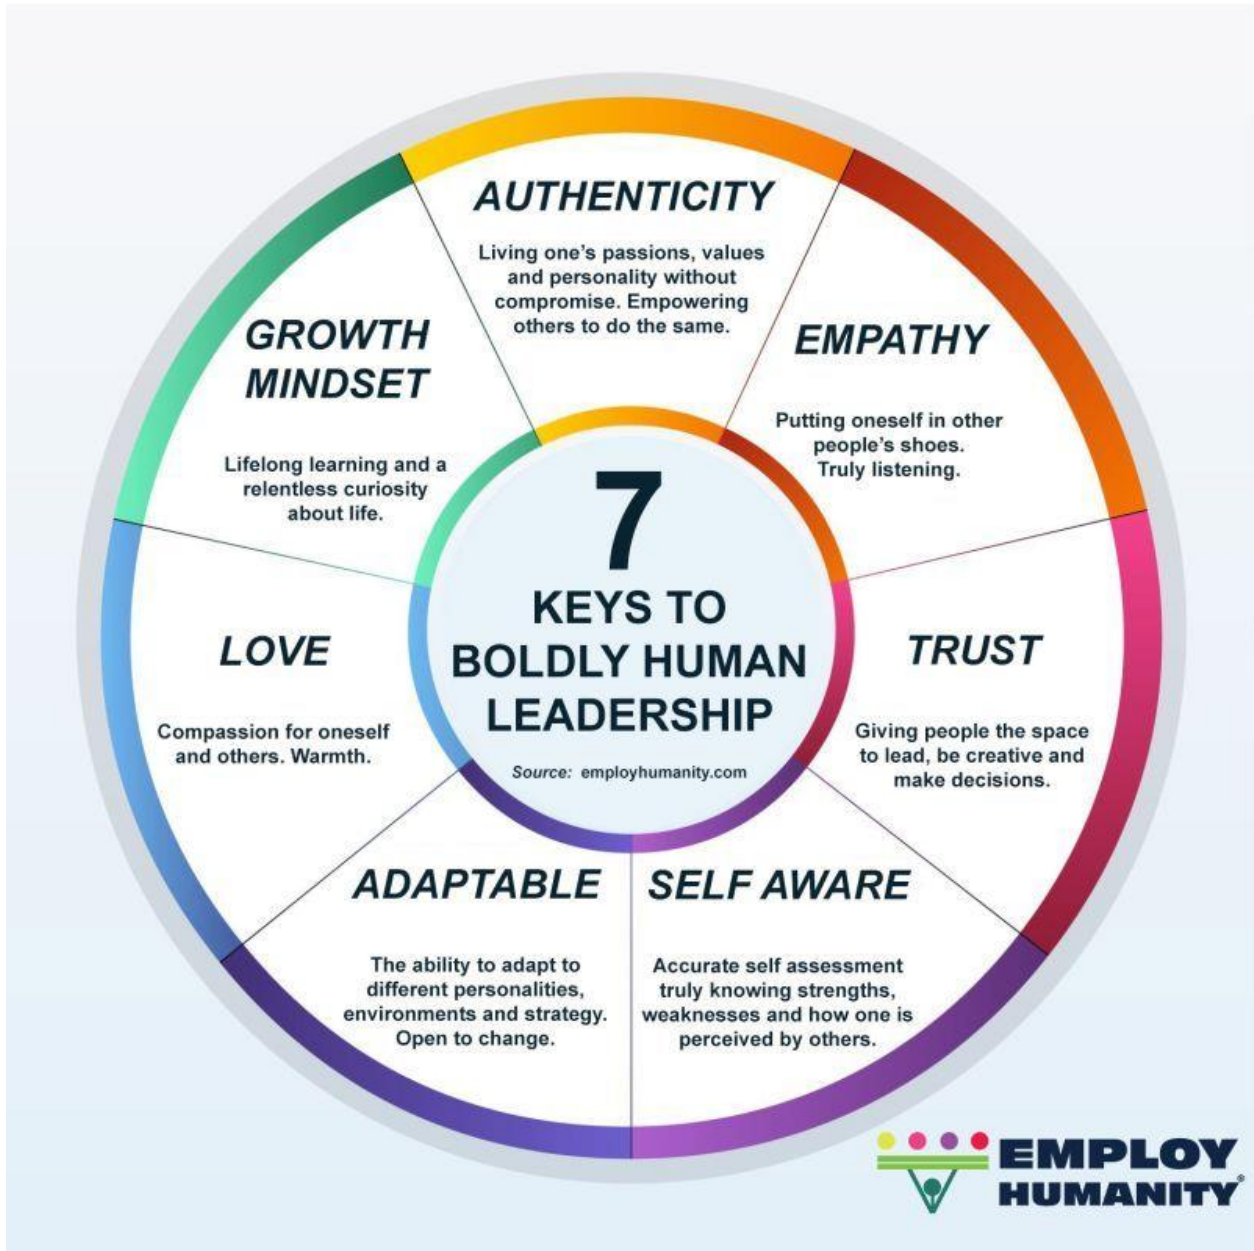 AUTHENTICITY
Living one's passions, values
and personality without
compromise. Empowering
others to do the same.
EMPATHY
Putting oneself in other
people's shoes.
Truly listening.
TRUST
Giving people the space
to lead, be creative and
make decisions.
SELF AWARE
Accurate self assessment
truly knowing strengths,
weaknesses and how one is
perceived by others.
ADAPTABLE
The ability to adapt to
different personalities,
environments and strategy.
Open to change.
LOVE
Compassion for oneself
and others. Warmth.
GROWTH
MINDSET
Lifelong learning and a
relentless curiosity
about life.
7
KEYS TO
BOLDLY HUMAN
LEADERSHIP
Source: employhumanity.com
EMPLOY
HUMANITY®